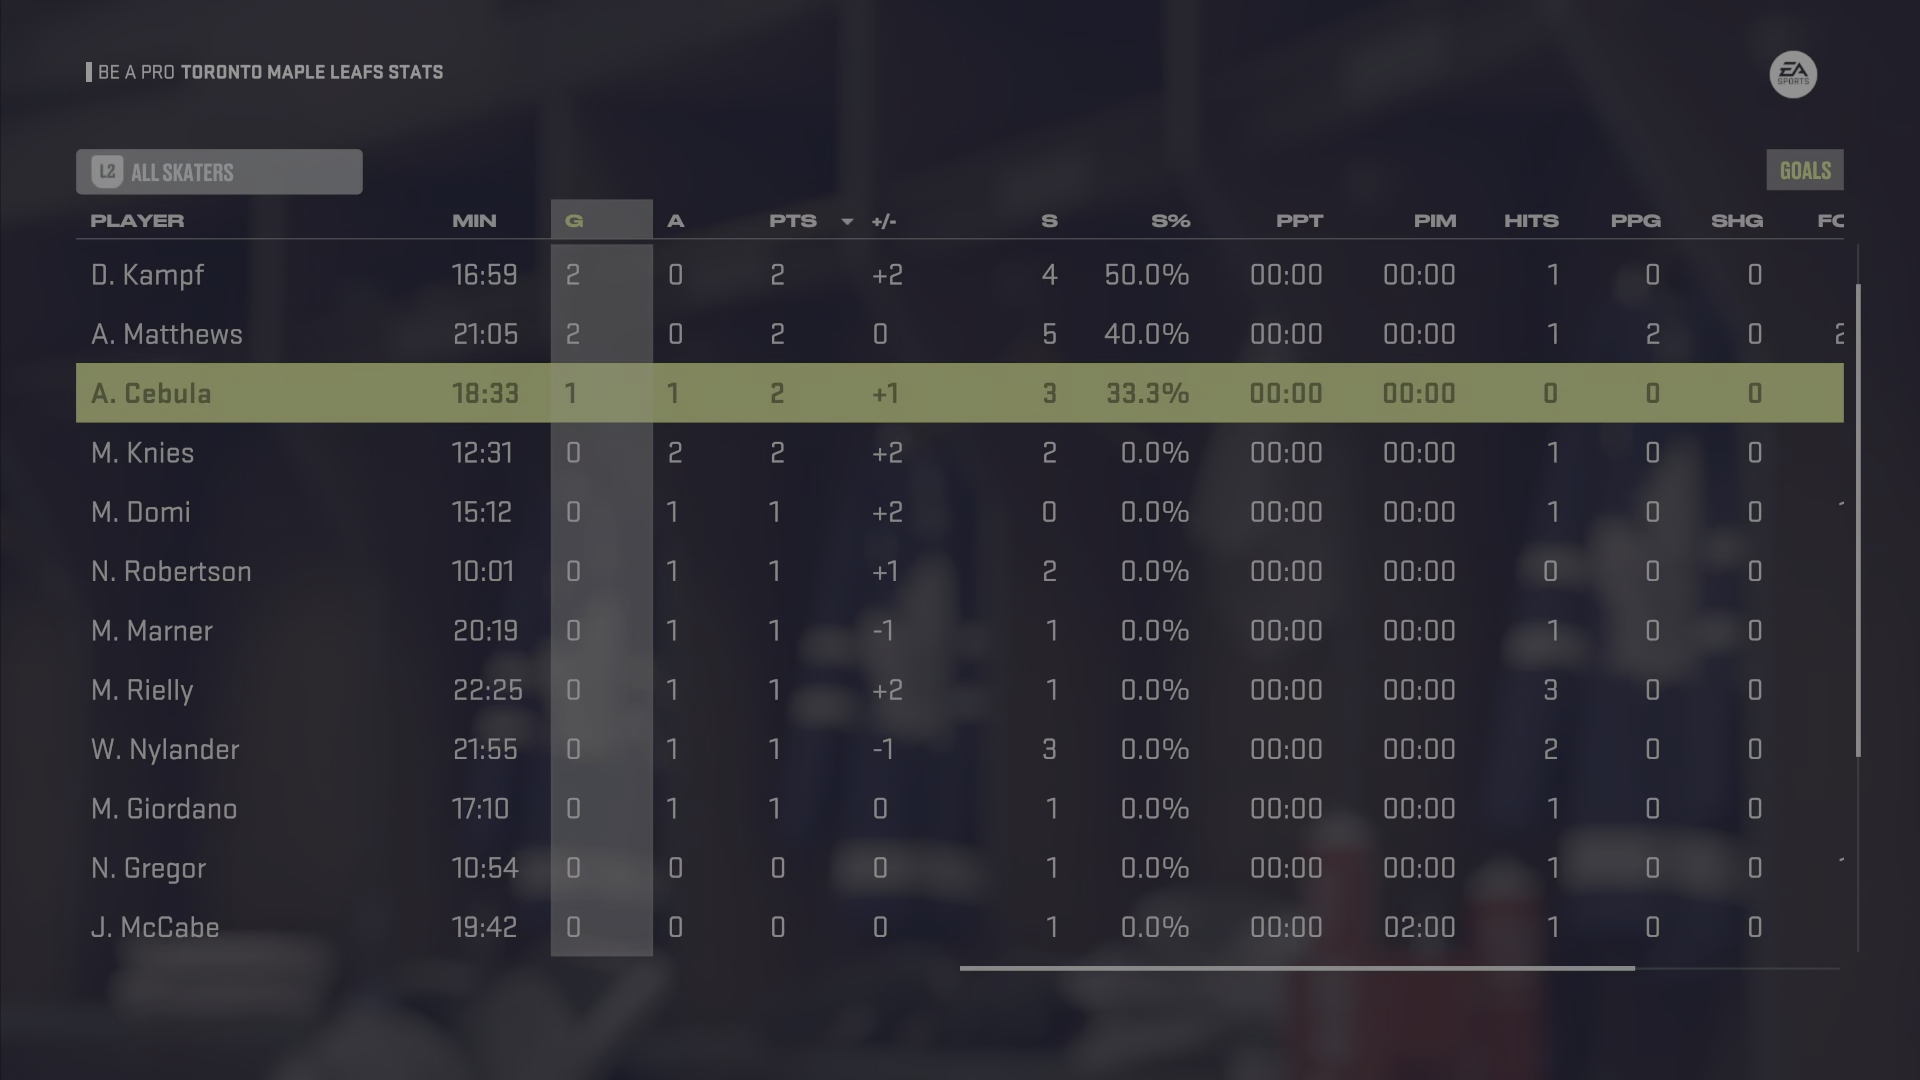 BE A PRO TORONTO MAPLE LEAFS STATS
EA SPORTS
L2 ALL SKATERS
GOALS
PLAYER MIN G A PTS +/- S S% PPT PIM HITS PPG SHG
D. Kampf 16:59 2 0 2 +2 4 50.0% 00:00 00:00 1 0 0
A. Matthews 21:05 2 0 2 0 5 40.0% 00:00 00:00 1 2 0 2
A. Cebula 18:33 1 1 2 +1 3 33.3% 00:00 00:00 0 0 0
M. Knies 12:31 0 2 2 +2 2 0.0% 00:00 00:00 1 0 0
M. Domi 15:12 0 1 1 +2 0 0.0% 00:00 00:00 1 0 0
N. Robertson 10:01 0 1 1 +1 2 0.0% 00:00 00:00 0 0 0
M. Marner 20:19 0 1 1 -1 1 0.0% 00:00 00:00 1 0 0
M. Rielly 22:25 0 1 1 +2 1 0.0% 00:00 00:00 3 0 0
W. Nylander 21:55 0 1 1 -1 3 0.0% 00:00 00:00 2 0 0
M. Giordano 17:10 0 1 1 0 1 0.0% 00:00 00:00 1 0 0
N. Gregor 10:54 0 0 0 0 1 0.0% 00:00 00:00 1 0 0
J. McCabe 19:42 0 0 0 0 1 0.0% 00:00 02:00 1 0 0